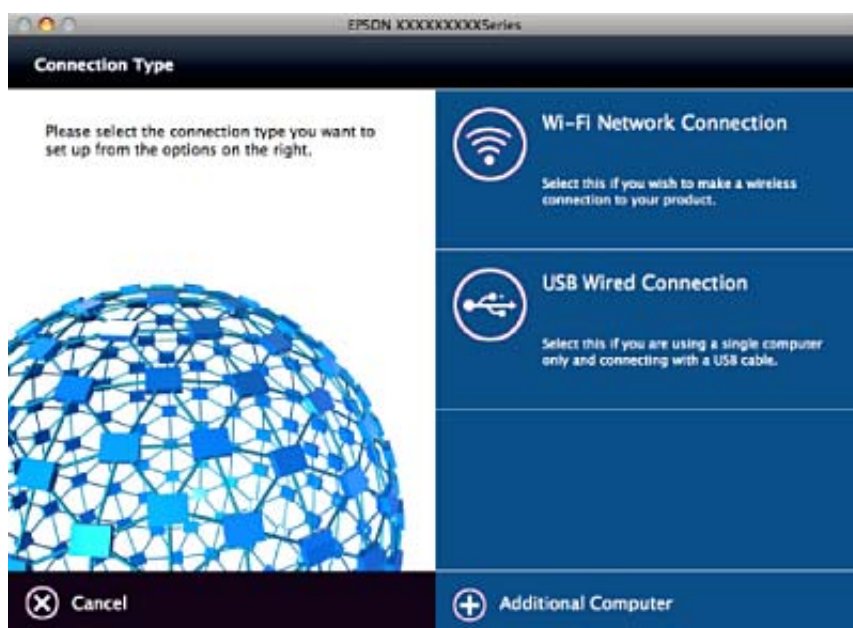 EPSON XXXXXXXXXSeries
Connection Type
Please select the connection type you want to
set up from the options on the right.
Wi-Fi Network Connection
Select this if you wish to make a wireless
connection to your product.
USB Wired Connection
Select this if you are using a single computer
only and connecting with a USB cable.
Cancel
Additional Computer